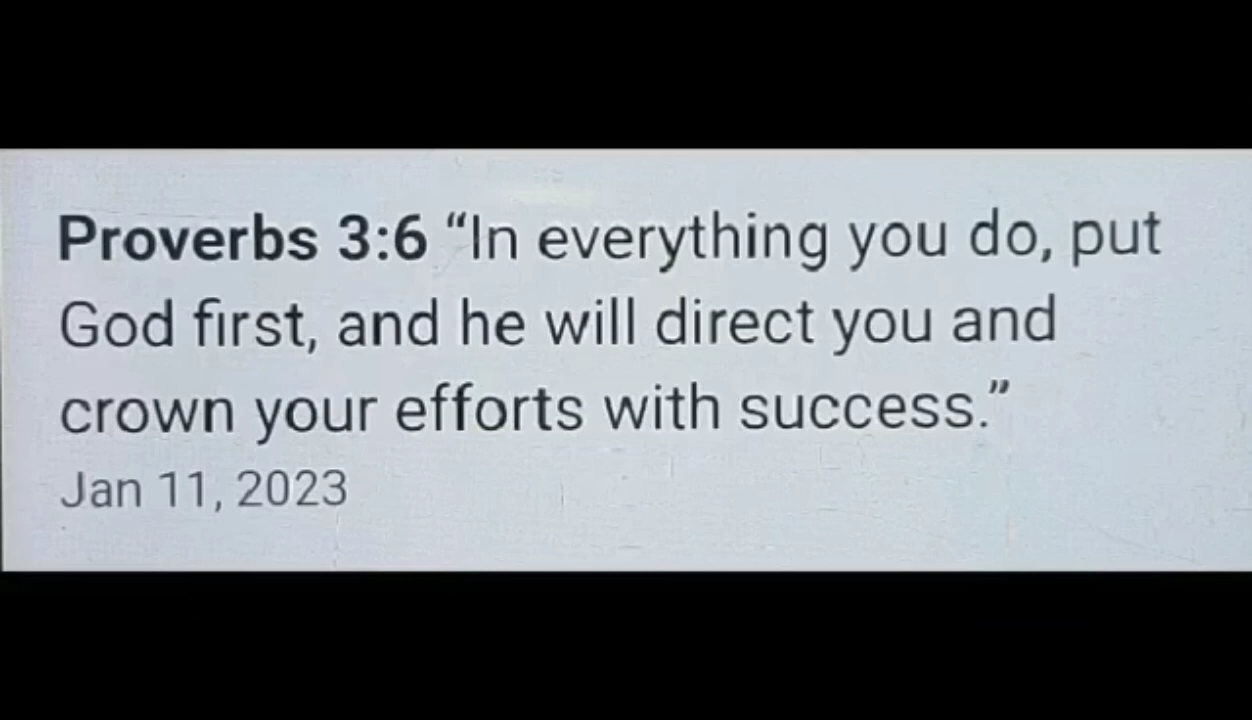 Proverbs 3:6 “In everything you do, put
God first, and he will direct you and
crown your efforts with success.”
Jan 11, 2023